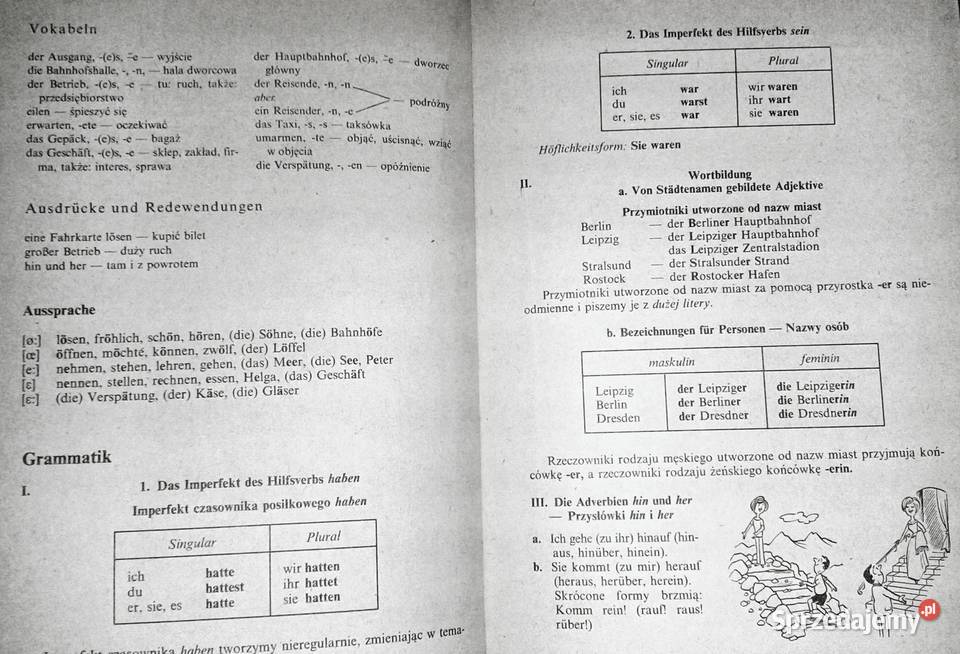 Vokabeln
der Ausgang, -(e)s, ⸚e — wyjście
die Bahnhofshalle, -, -n, — hala dworcowa
der Betrieb, -(e)s, -e — tu: ruch, także:
przedsiębiorstwo
eilen — śpieszyć się
erwarten, -ete — oczekiwać
das Gepäck, -(e)s, -e — bagaż
das Geschäft, -(e)s, -e — sklep, zakład, fir-
ma, także: interes, sprawa
der Hauptbahnhof, -(e)s, ⸚e — dworzec
główny
der Reisende, -n, -n
aber
ein Reisender, -n, -e
— podróżny
das Taxi, -s, -s — taksówka
umarmen, -te — objąć, uścisnąć, wziąć
w objęcia
die Verspätung, -, -en — opóźnienie
Ausdrücke und Redewendungen
eine Fahrkarte lösen — kupić bilet
großer Betrieb — duży ruch
hin und her — tam i z powrotem
Aussprache
[ø:] lösen, fröhlich, schön, hören, (die) Söhne, (die) Bahnhöfe
[œ] öffnen, möchte, können, zwölf, (der) Löffel
[e:] nehmen, stehen, lehren, gehen, (das) Meer, (die) See, Peter
[ε] nennen, stellen, rechnen, essen, Helga, (das) Geschäft
[ε:] (die) Verspätung, (der) Käse, (die) Gläser
Grammatik
I. 1. Das Imperfekt des Hilfsverbs haben
Imperfekt czasownika posiłkowego haben
Singular Plural
ich hatte wir hatten
du hattest ihr hattet
er, sie, es hatte sie hatten
czasownika haben tworzymy nieregularnie, zmieniając w tema-
2. Das Imperfekt des Hilfsverbs sein
Singular Plural
ich war wir waren
du warst ihr wart
er, sie, es war sie waren
Höflichkeitsform: Sie waren
II. Wortbildung
a. Von Städtenamen gebildete Adjektive
Przymiotniki utworzone od nazw miast
Berlin — der Berliner Hauptbahnhof
Leipzig — der Leipziger Hauptbahnhof
das Leipziger Zentralstadion
Stralsund — der Stralsunder Strand
Rostock — der Rostocker Hafen
Przymiotniki utworzone od nazw miast za pomocą przyrostka -er są nie-
odmienne i piszemy je z dużej litery.
b. Bezeichnungen für Personen — Nazwy osób
maskulin feminin
Leipzig der Leipziger die Leipzigerin
Berlin der Berliner die Berlinerin
Dresden der Dresdner die Dresdnerin
Rzeczowniki rodzaju męskiego utworzone od nazw miast przyjmują koń-
cówkę -er, a rzeczowniki rodzaju żeńskiego końcówkę -erin.
III. Die Adverbien hin und her
— Przysłówki hin i her
a. Ich gehe (zu ihr) hinauf (hin-
aus, hinüber, hinein).
b. Sie kommt (zu mir) herauf
(heraus, herüber, herein).
Skrócone formy brzmią:
Komm rein! (rauf! raus!
rüber!)
Sprzedajemy.pl